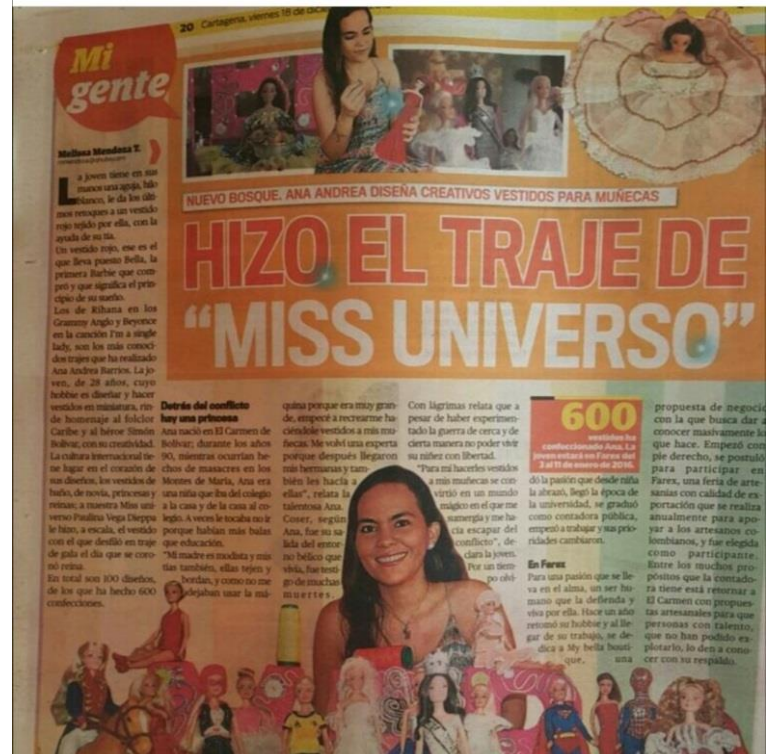 20 Cartagena, viernes 18 de
Mi
gente
NUEVO BOSQUE. ANA ANDREA DISEÑA CREATIVOS VESTIDOS PARA MUÑECAS
HIZO EL TRAJE DE
“MISS UNIVERSO”
Melissa Mendoza T.
La joven tiene en sus
manos una aguja, hilo
blanco, le da los últi-
mos retoques a un vestido
rojo tejido por ella, con la
ayuda de su tía.
Un vestido rojo, ese es el
que lleva puesto Bella, la
primera Barbie que com-
pró y que significa el prin-
cipio de su sueño.
Los de Rihana en los
Grammy Anglo y Beyonce
en la canción I'm a single
lady, son los más conoci-
dos trajes que ha realizado
Ana Andrea Barrios. La jo-
ven, de 28 años, cuyo
hobbie es diseñar y hacer
vestidos en miniatura, rin-
de homenaje al folclor
Caribe y al héroe Simón
Bolívar, con su creatividad.
La cultura internacional tie-
ne lugar en el corazón de
sus diseños, los vestidos de
baño, de novia, princesas y
reinas; a nuestra Miss uni-
verso Paulina Vega Dieppa
le hizo, a escala, el vestido
con el que desfiló en traje
de gala el día que se coro-
nó reina.
En total son 100 diseños,
de los que ha hecho 600
confecciones.
Detrás del conflicto
hay una princesa
Ana nació en El Carmen de
Bolívar; durante los años
90, mientras ocurrían he-
chos de masacres en los
Montes de María, Ana era
una niña que iba del colegio
a la casa y de la casa al co-
legio. A veces le tocaba no ir
porque habían más balas
que educación.
“Mi madre es modista y mis
tías también, ellas tejen y
bordan, y como no me
dejaban usar la má-
quina porque era muy gran-
de, empecé a recrearme ha-
ciéndole vestidos a mis mu-
ñecas. Me volví una experta
porque después llegaron
mis hermanas y tam-
bién les hacía a
ellas”, relata la
talentosa Ana.
Coser, según
Ana, fue su sa-
lida del entor-
no bélico que
vivía, fue testi-
go de muchas
muertes.
Con lágrimas relata que a
pesar de haber experimen-
tado la guerra de cerca y de
cierta manera no poder vivir
su niñez con libertad.
“Para mí hacerles vestidos
a mis muñecas se con-
virtió en un mundo
mágico en el que me
sumergía y me ha-
cía escapar del
conflicto”, de-
clara la joven.
Por un tiem-
po olvi-
600
vestidos ha
confeccionado Ana. La
joven estará en Farex del
3 al 11 de enero de 2016.
dó la pasión que desde niña
la abrazó, llegó la época de
la universidad, se graduó
como contadora pública,
empezó a trabajar y sus prio-
ridades cambiaron.
En Farex
Para una pasión que se lle-
va en el alma, un ser hu-
mano que la defienda y
viva por ella. Hace un año
retomó su hobbie y al lle-
gar de su trabajo, se de-
dica a My bella bouti-
que, una
propuesta de negocio
con la que busca dar a
conocer masivamente lo
que hace. Empezó con
pie derecho, se postuló
para participar en
Farex, una feria de arte-
sanías con calidad de ex-
portación que se realiza
anualmente para apo-
yar a los artesanos co-
lombianos, y fue elegida
como participante.
Entre los muchos pro-
pósitos que la contado-
ra tiene está retornar a
El Carmen con propues-
tas artesanales para que
personas con talento,
que no han podido ex-
plotarlo, lo den a cono-
cer con su respaldo.